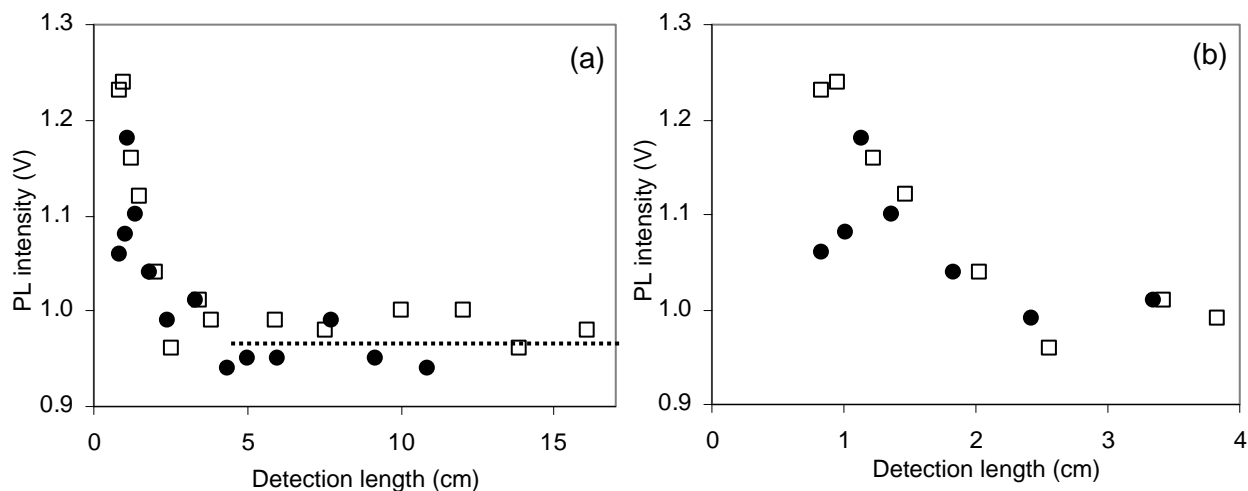 (a)
PL intensity (V)
1.3
1.2
1.1
1.0
0.9
0 5 10 15
Detection length (cm)
(b)
PL intensity (V)
1.3
1.2
1.1
1.0
0.9
0 1 2 3 4
Detection length (cm)